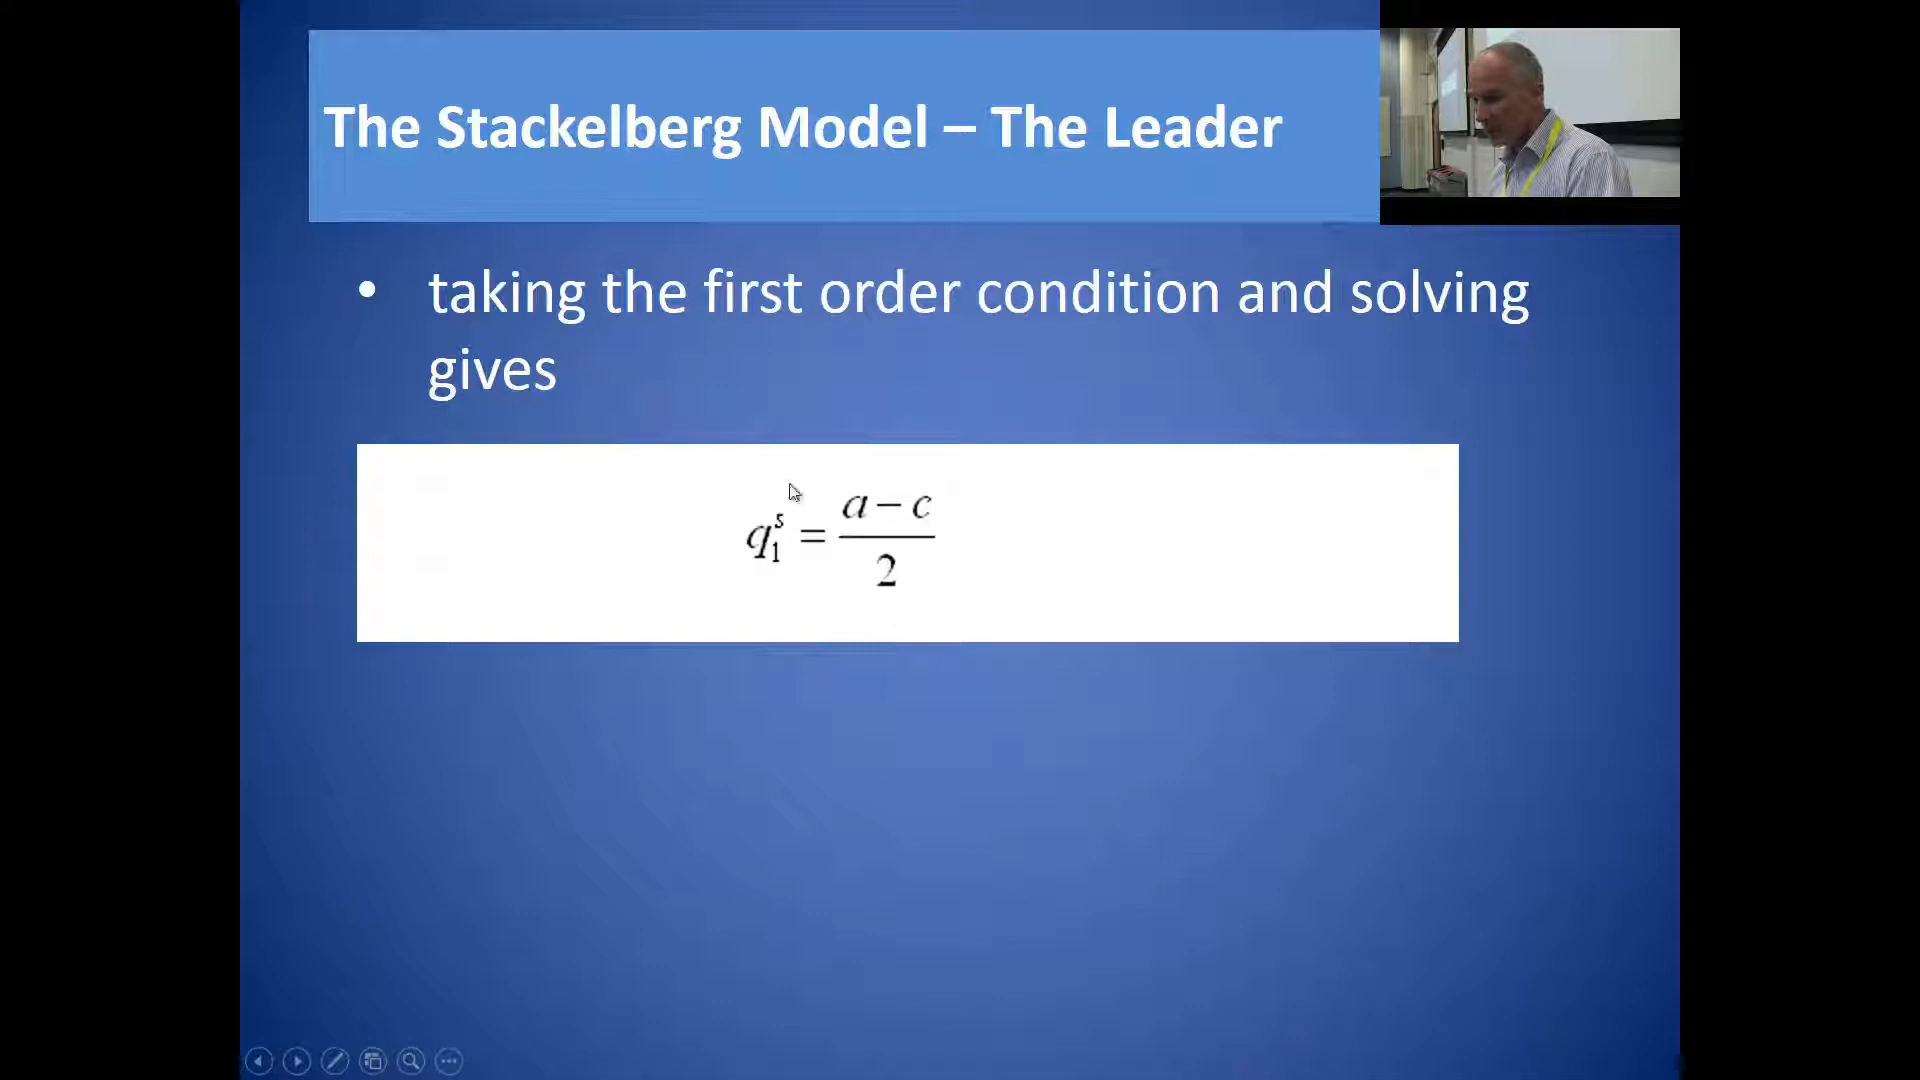 The Stackelberg Model – The Leader
• taking the first order condition and solving
gives
q₁ˢ = (a − c) / 2